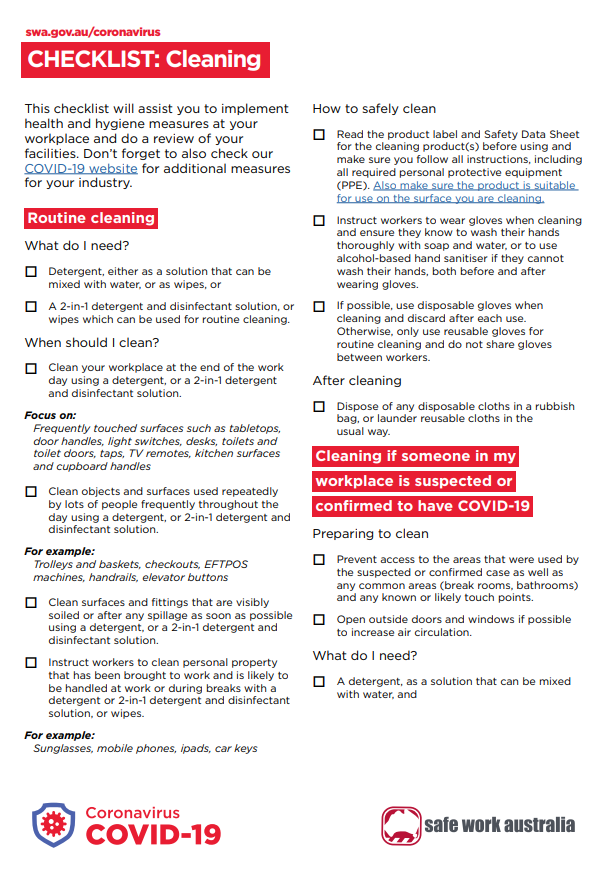 swa.gov.au/coronavirus
CHECKLIST: Cleaning
This checklist will assist you to implement
health and hygiene measures at your
workplace and do a review of your
facilities. Don’t forget to also check our
COVID-19 website for additional measures
for your industry.
Routine cleaning
What do I need?
Detergent, either as a solution that can be
mixed with water, or as wipes, or
A 2-in-1 detergent and disinfectant solution, or
wipes which can be used for routine cleaning.
When should I clean?
Clean your workplace at the end of the work
day using a detergent, or a 2-in-1 detergent
and disinfectant solution.
Focus on:
Frequently touched surfaces such as tabletops,
door handles, light switches, desks, toilets and
toilet doors, taps, TV remotes, kitchen surfaces
and cupboard handles
Clean objects and surfaces used repeatedly
by lots of people frequently throughout the
day using a detergent, or 2-in-1 detergent and
disinfectant solution.
For example:
Trolleys and baskets, checkouts, EFTPOS
machines, handrails, elevator buttons
Clean surfaces and fittings that are visibly
soiled or after any spillage as soon as possible
using a detergent, or a 2-in-1 detergent and
disinfectant solution.
Instruct workers to clean personal property
that has been brought to work and is likely to
be handled at work or during breaks with a
detergent or 2-in-1 detergent and disinfectant
solution, or wipes.
For example:
Sunglasses, mobile phones, ipads, car keys
How to safely clean
Read the product label and Safety Data Sheet
for the cleaning product(s) before using and
make sure you follow all instructions, including
all required personal protective equipment
(PPE). Also make sure the product is suitable
for use on the surface you are cleaning.
Instruct workers to wear gloves when cleaning
and ensure they know to wash their hands
thoroughly with soap and water, or to use
alcohol-based hand sanitiser if they cannot
wash their hands, both before and after
wearing gloves.
If possible, use disposable gloves when
cleaning and discard after each use.
Otherwise, only use reusable gloves for
routine cleaning and do not share gloves
between workers.
After cleaning
Dispose of any disposable cloths in a rubbish
bag, or launder reusable cloths in the
usual way.
Cleaning if someone in my
workplace is suspected or
confirmed to have COVID-19
Preparing to clean
Prevent access to the areas that were used by
the suspected or confirmed case as well as
any common areas (break rooms, bathrooms)
and any known or likely touch points.
Open outside doors and windows if possible
to increase air circulation.
What do I need?
A detergent, as a solution that can be mixed
with water, and
Coronavirus
COVID-19
safe work australia